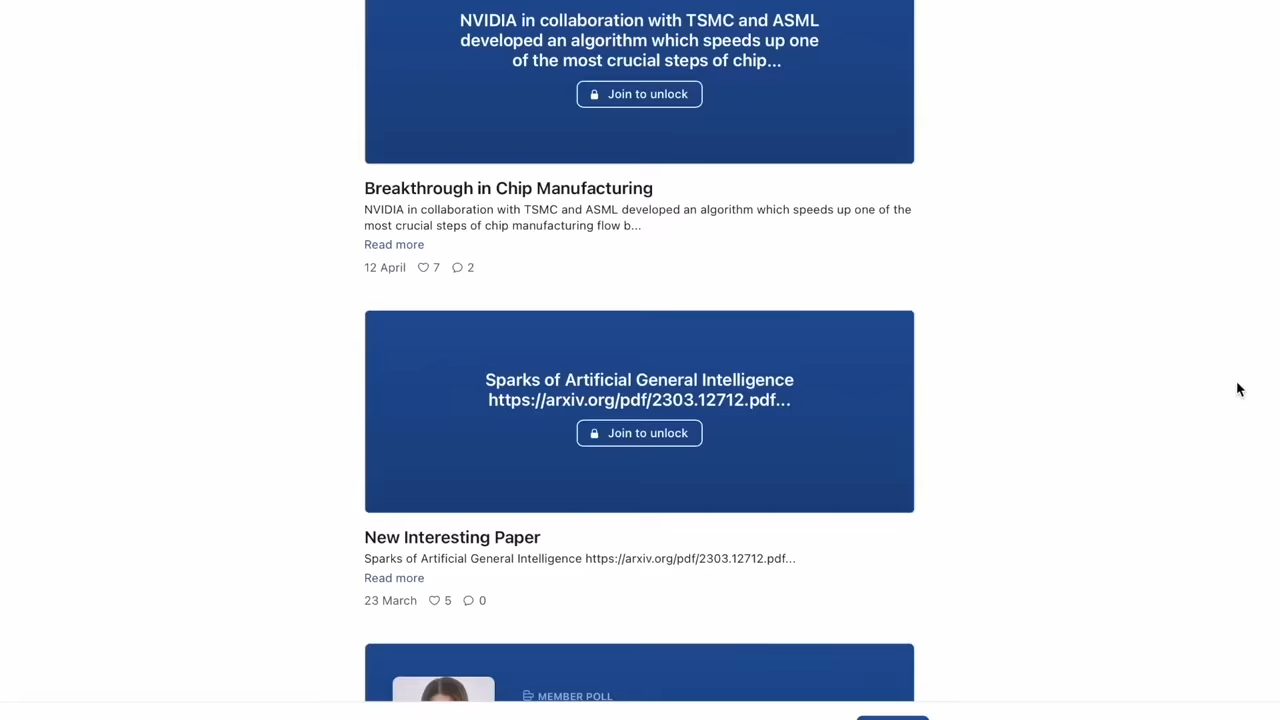 NVIDIA in collaboration with TSMC and ASML
developed an algorithm which speeds up one
of the most crucial steps of chip...
Join to unlock
Breakthrough in Chip Manufacturing
NVIDIA in collaboration with TSMC and ASML developed an algorithm which speeds up one of the
most crucial steps of chip manufacturing flow b...
Read more
12 April 7 2
Sparks of Artificial General Intelligence
https://arxiv.org/pdf/2303.12712.pdf...
Join to unlock
New Interesting Paper
Sparks of Artificial General Intelligence https://arxiv.org/pdf/2303.12712.pdf...
Read more
23 March 5 0
MEMBER POLL